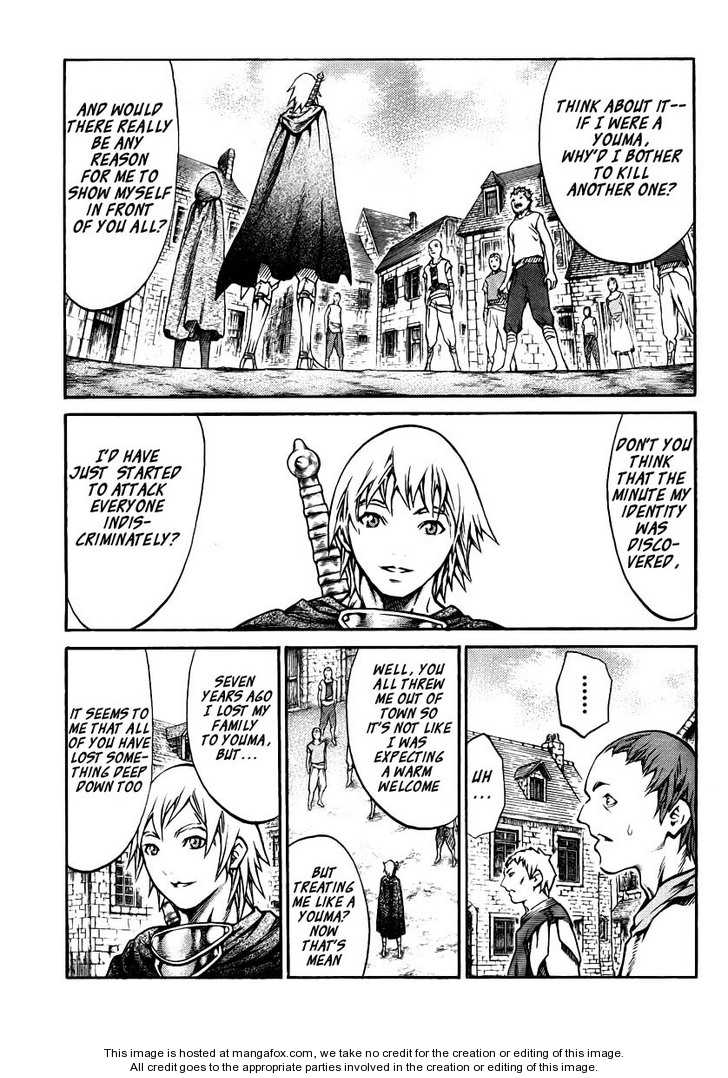 THINK ABOUT IT--
IF I WERE A
YOUMA,
WHY'D I BOTHER
TO KILL
ANOTHER ONE?
AND WOULD
THERE REALLY
BE ANY
REASON
FOR ME TO
SHOW MYSELF
IN FRONT
OF YOU ALL?
DON'T YOU
THINK
THAT THE
MINUTE MY
IDENTITY
WAS
DISCO-
VERED,
I'D HAVE
JUST STARTED
TO ATTACK
EVERYONE
INDIS-
CRIMINATELY?
......
UH
...
WELL, YOU
ALL THREW
ME OUT OF
TOWN SO
IT'S NOT LIKE
I WAS
EXPECTING
A WARM
WELCOME
BUT
TREATING
ME LIKE A
YOUMA?
NOW
THAT'S
MEAN
SEVEN
YEARS AGO
I LOST MY
FAMILY
TO YOUMA,
BUT...
IT SEEMS TO
ME THAT ALL
OF YOU HAVE
LOST SOME-
THING DEEP
DOWN TOO
This image is hosted at mangafox.com, we take no credit for the creation or editing of this image.
All credit goes to the appropriate parties involved in the creation or editing of this image.